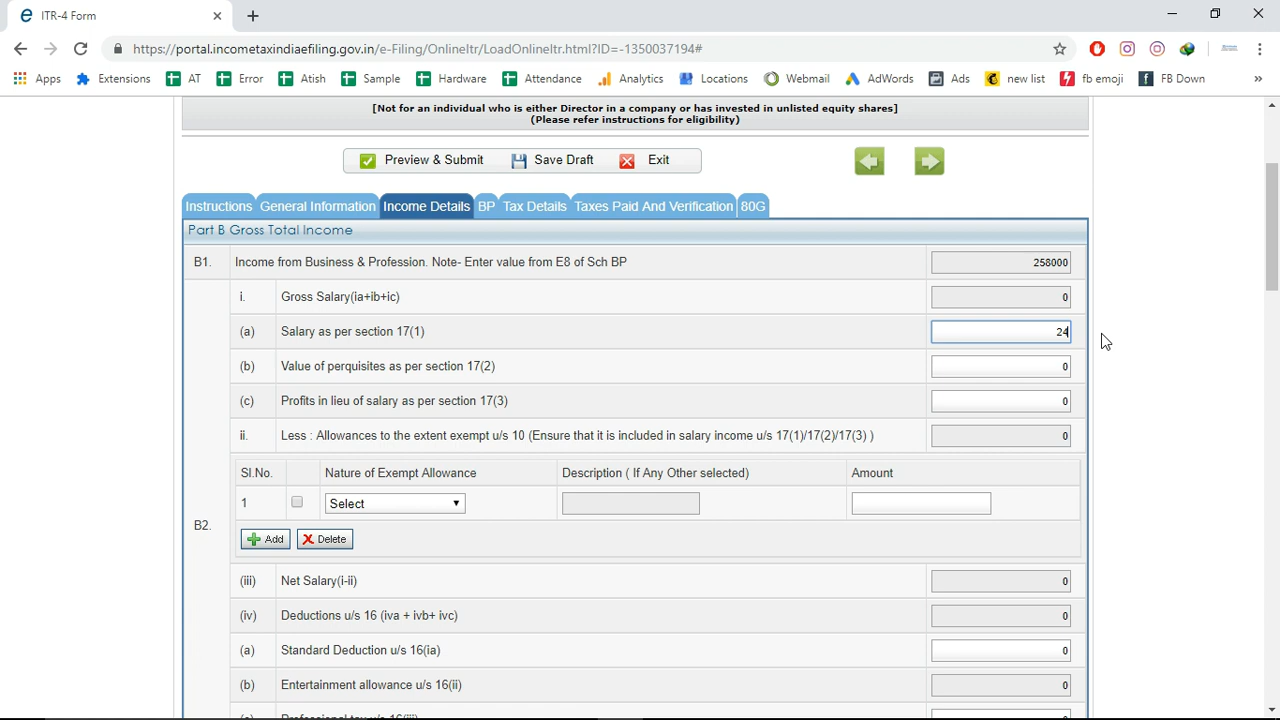 ITR-4 Form
https://portal.incometaxindiaefiling.gov.in/e-Filing/OnlineItr/LoadOnlineItr.html?ID=-1350037194#
Apps Extensions AT Error Atish Sample Hardware Attendance Analytics Locations Webmail AdWords Ads new list fb emoji FB Down »
[Not for an individual who is either Director in a company or has invested in unlisted equity shares]
(Please refer instructions for eligibility)
Preview & Submit Save Draft Exit
Instructions General Information Income Details BP Tax Details Taxes Paid And Verification 80G
Part B Gross Total Income
B1. Income from Business & Profession. Note- Enter value from E8 of Sch BP 258000
i. Gross Salary(ia+ib+ic) 0
(a) Salary as per section 17(1) 24
(b) Value of perquisites as per section 17(2) 0
(c) Profits in lieu of salary as per section 17(3) 0
ii. Less : Allowances to the extent exempt u/s 10 (Ensure that it is included in salary income u/s 17(1)/17(2)/17(3) ) 0
Sl.No. Nature of Exempt Allowance Description ( If Any Other selected) Amount
1 Select
B2.
Add Delete
(iii) Net Salary(i-ii) 0
(iv) Deductions u/s 16 (iva + ivb+ ivc) 0
(a) Standard Deduction u/s 16(ia) 0
(b) Entertainment allowance u/s 16(ii) 0
(c) Professional tax u/s 16(iii)